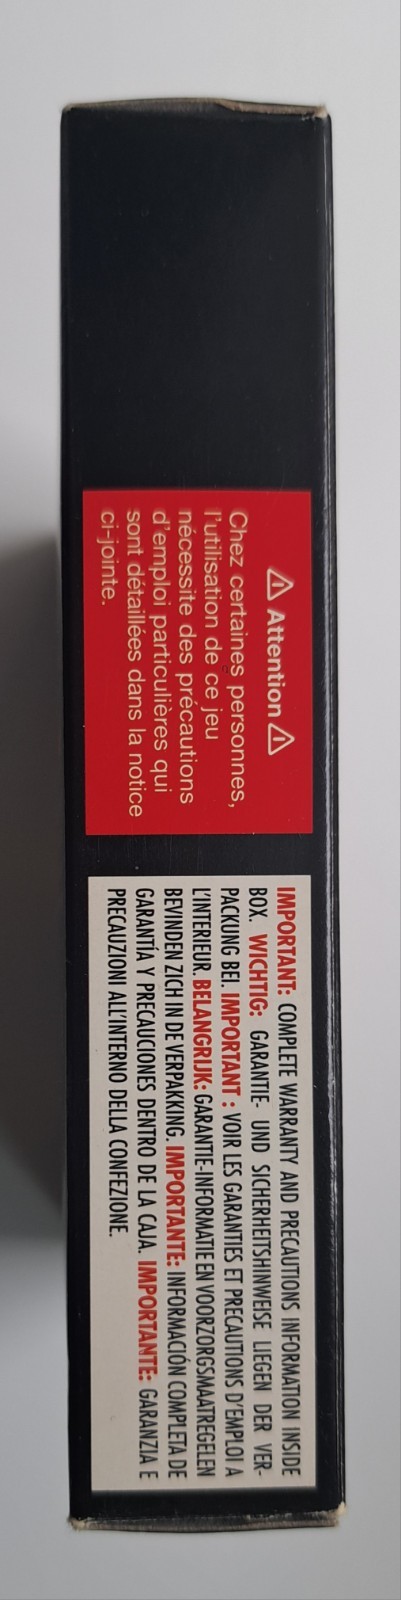 ⚠ Attention ⚠
Chez certaines personnes,
l'utilisation de ce jeu
nécessite des précautions
d'emploi particulières qui
sont détaillées dans la notice
ci-jointe.
IMPORTANT: COMPLETE WARRANTY AND PRECAUTIONS INFORMATION INSIDE
BOX. WICHTIG: GARANTIE- UND SICHERHEITSHINWEISE LIEGEN DER VER-
PACKUNG BEI. IMPORTANT : VOIR LES GARANTIES ET PRECAUTIONS D'EMPLOI A
L'INTERIEUR. BELANGRIJK: GARANTIE-INFORMATIE EN VOORZORGSMAATREGELEN
BEVINDEN ZICH IN DE VERPAKKING. IMPORTANTE: INFORMACIÓN COMPLETA DE
GARANTÍA Y PRECAUCIONES DENTRO DE LA CAJA. IMPORTANTE: GARANZIA E
PRECAUZIONI ALL'INTERNO DELLA CONFEZIONE.